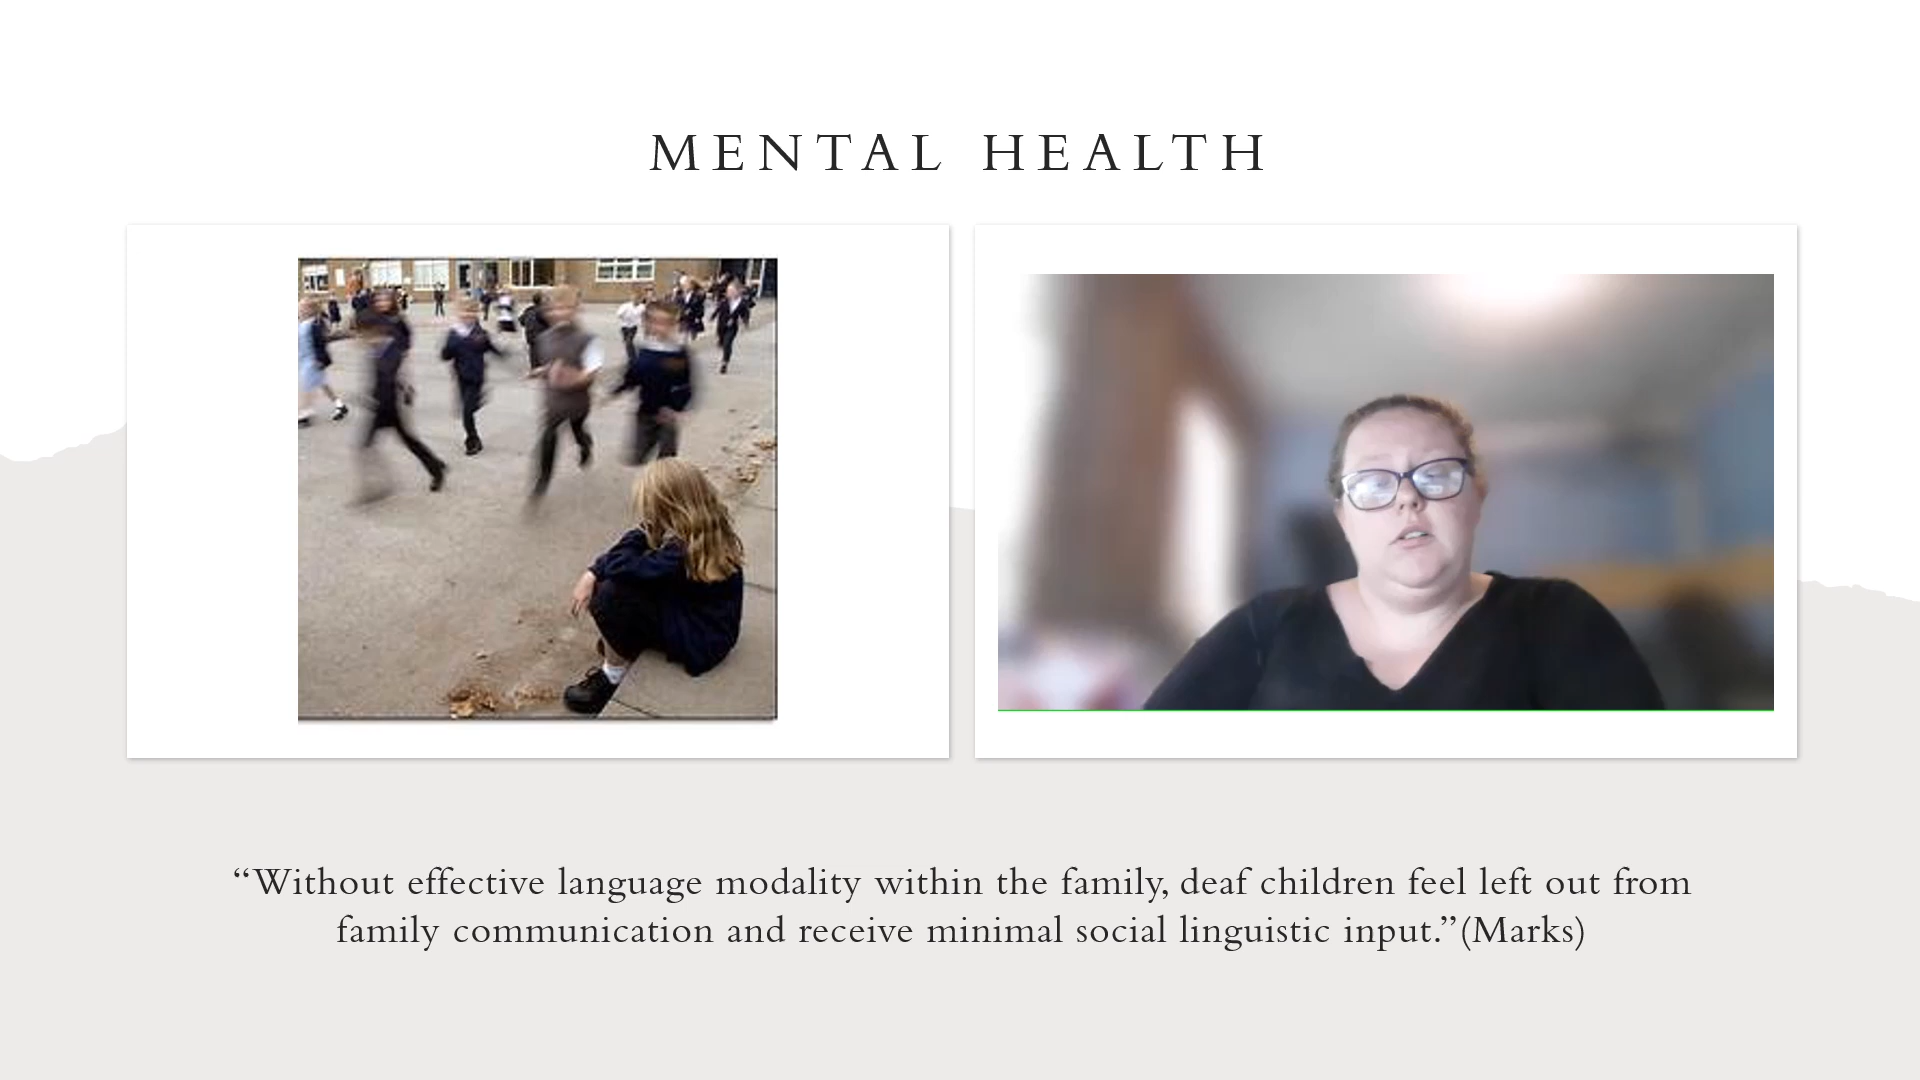 MENTAL HEALTH
“Without effective language modality within the family, deaf children feel left out from
family communication and receive minimal social linguistic input.”(Marks)